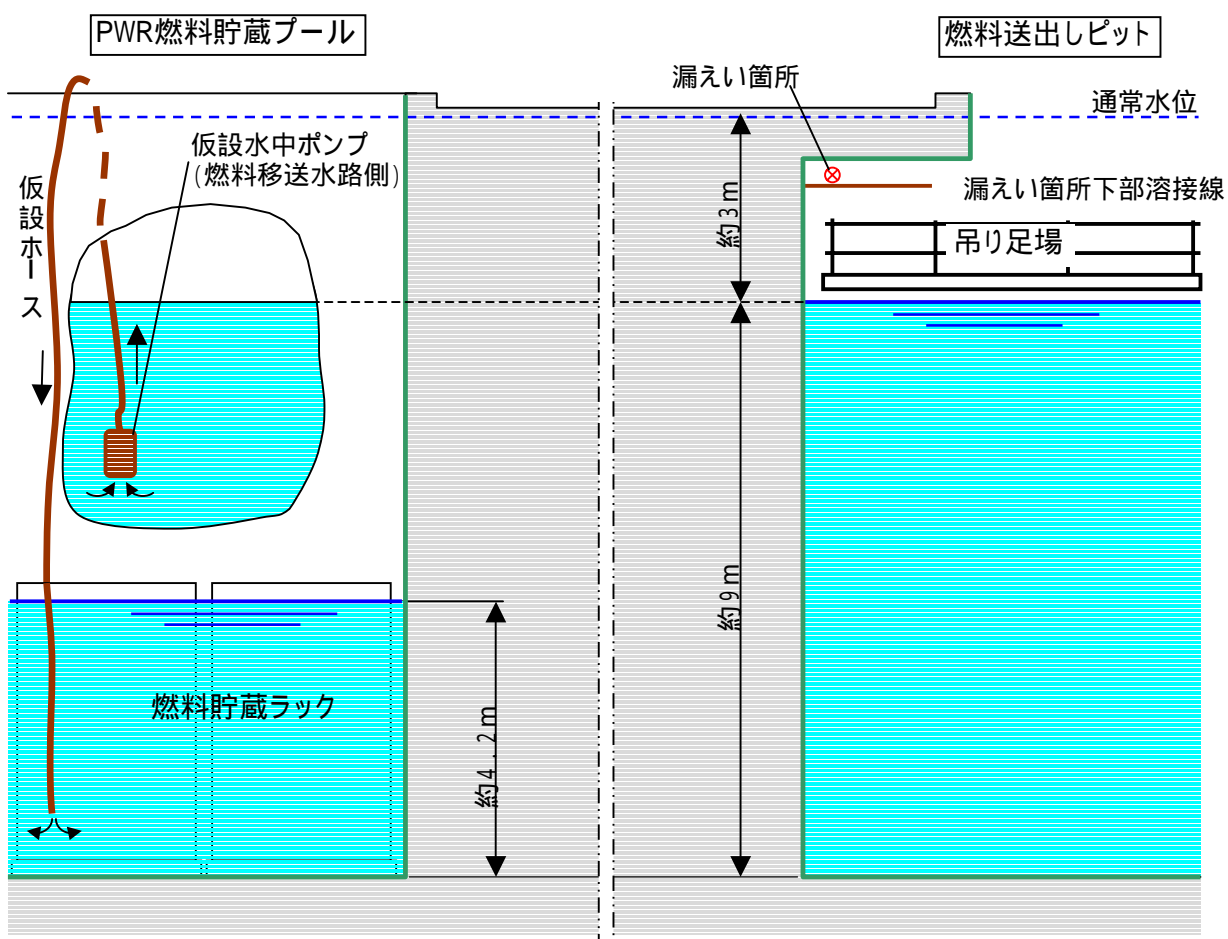 PWR燃料貯蔵プール
燃料送出しピット
漏えい箇所
通常水位
仮設水中ポンプ
(燃料移送水路側)
仮設ホース
約3m
漏えい箇所下部溶接線
吊り足場
約9m
燃料貯蔵ラック
約4.2m